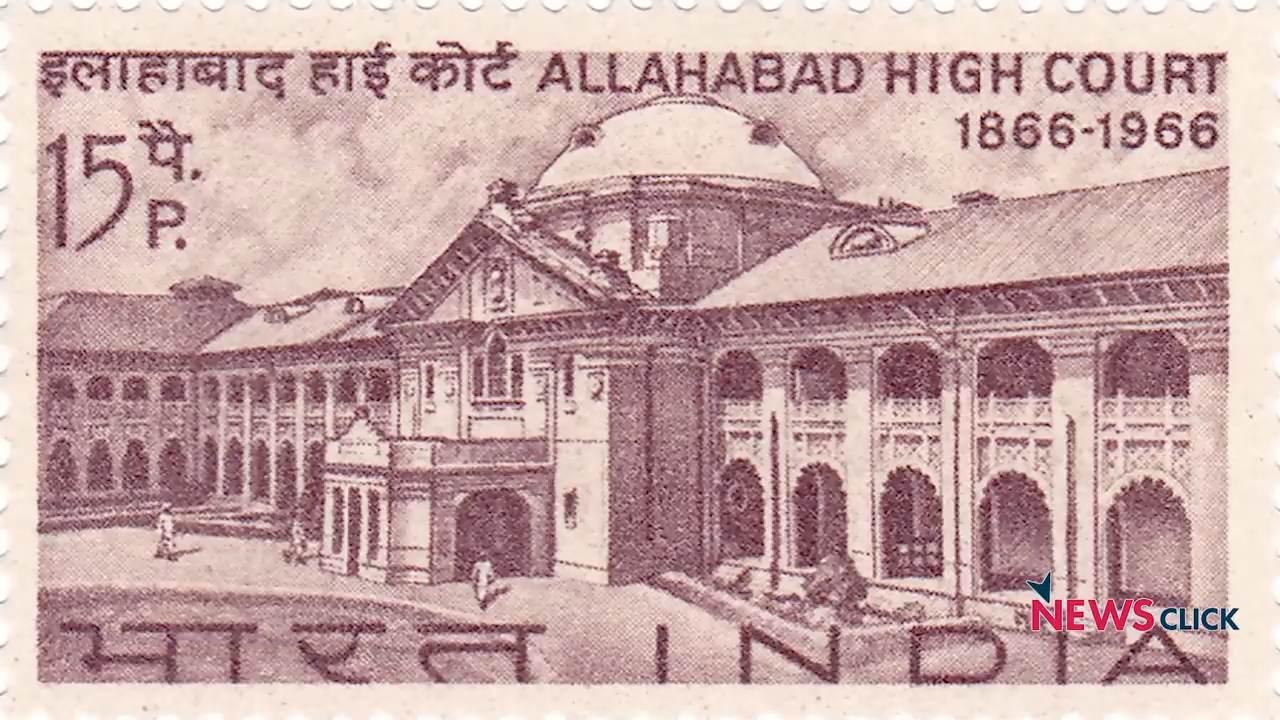 इलाहाबाद हाई कोर्ट ALLAHABAD HIGH COURT
1866-1966
15 पै.
P.
NEWSCLICK
भारत INDIA